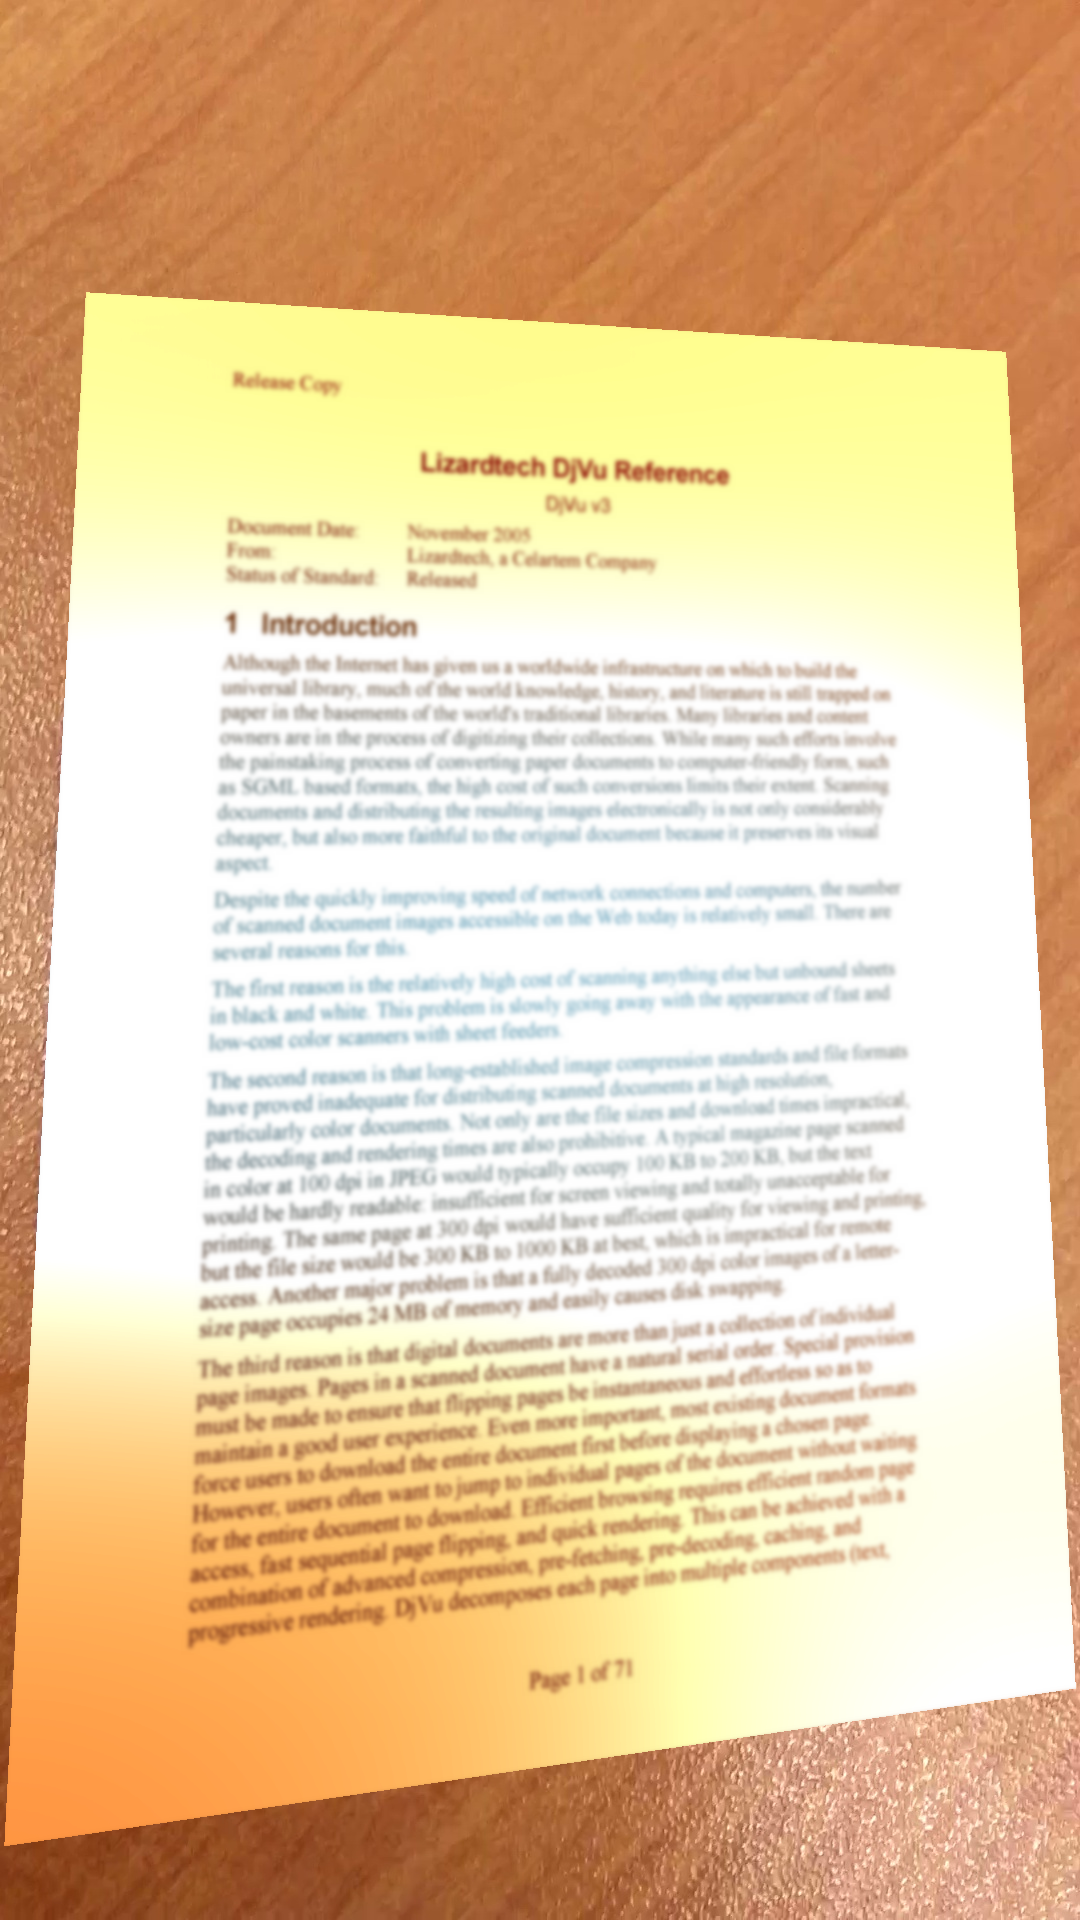 Release Copy
Lizardtech DjVu Reference
DjVu v3
Document Date: November 2005
From: Lizardtech, a Celartem Company
Status of Standard: Released
1 Introduction
Although the Internet has given us a worldwide infrastructure on which to build the
universal library, much of the world knowledge, history, and literature is still trapped on
paper in the basements of the world's traditional libraries. Many libraries and content
owners are in the process of digitizing their collections. While many such efforts involve
the painstaking process of converting paper documents to computer-friendly form, such
as SGML based formats, the high cost of such conversions limits their extent. Scanning
documents and distributing the resulting images electronically is not only considerably
cheaper, but also more faithful to the original document because it preserves its visual
aspect.
Despite the quickly improving speed of network connections and computers, the number
of scanned document images accessible on the Web today is relatively small. There are
several reasons for this.
The first reason is the relatively high cost of scanning anything else but unbound sheets
in black and white. This problem is slowly going away with the appearance of fast and
low-cost color scanners with sheet feeders.
The second reason is that long-established image compression standards and file formats
have proved inadequate for distributing scanned documents at high resolution,
particularly color documents. Not only are the file sizes and download times impractical,
the decoding and rendering times are also prohibitive. A typical magazine page scanned
in color at 100 dpi in JPEG would typically occupy 100 KB to 200 KB, but the text
would be hardly readable: insufficient for screen viewing and totally unacceptable for
printing. The same page at 300 dpi would have sufficient quality for viewing and printing,
but the file size would be 300 KB to 1000 KB at best, which is impractical for remote
access. Another major problem is that a fully decoded 300 dpi color images of a letter-
size page occupies 24 MB of memory and easily causes disk swapping.
The third reason is that digital documents are more than just a collection of individual
page images. Pages in a scanned document have a natural serial order. Special provision
must be made to ensure that flipping pages be instantaneous and effortless so as to
maintain a good user experience. Even more important, most existing document formats
force users to download the entire document first before displaying a chosen page.
However, users often want to jump to individual pages of the document without waiting
for the entire document to download. Efficient browsing requires efficient random page
access, fast sequential page flipping, and quick rendering. This can be achieved with a
combination of advanced compression, pre-fetching, pre-decoding, caching, and
progressive rendering. DjVu decomposes each page into multiple components (text,
Page 1 of 71